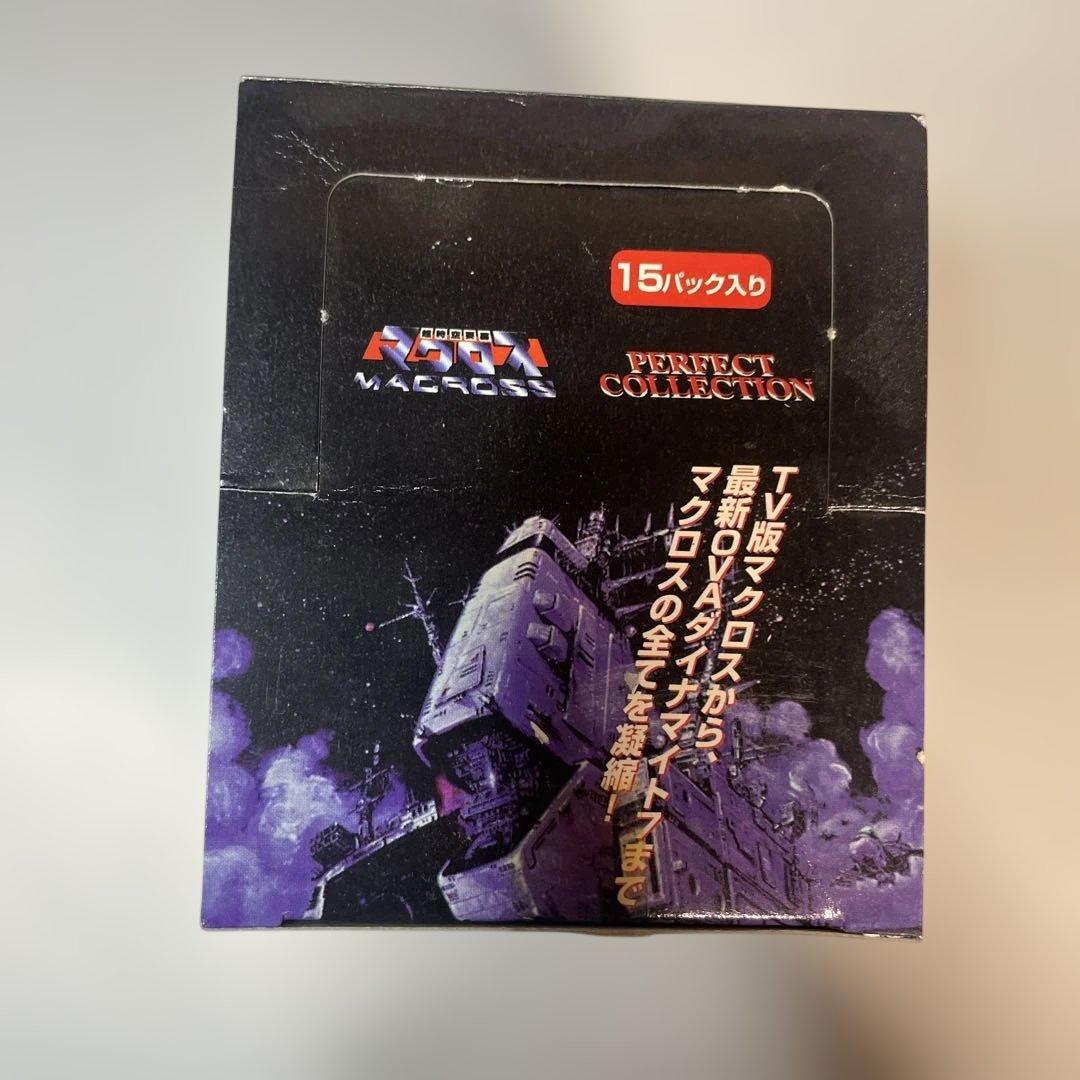 15パック入り
超時空要塞
マクロス
MACROSS
PERFECT
COLLECTION
TV版マクロスから、
最新OVAダイナマイト7まで
マクロスの全てを凝縮！